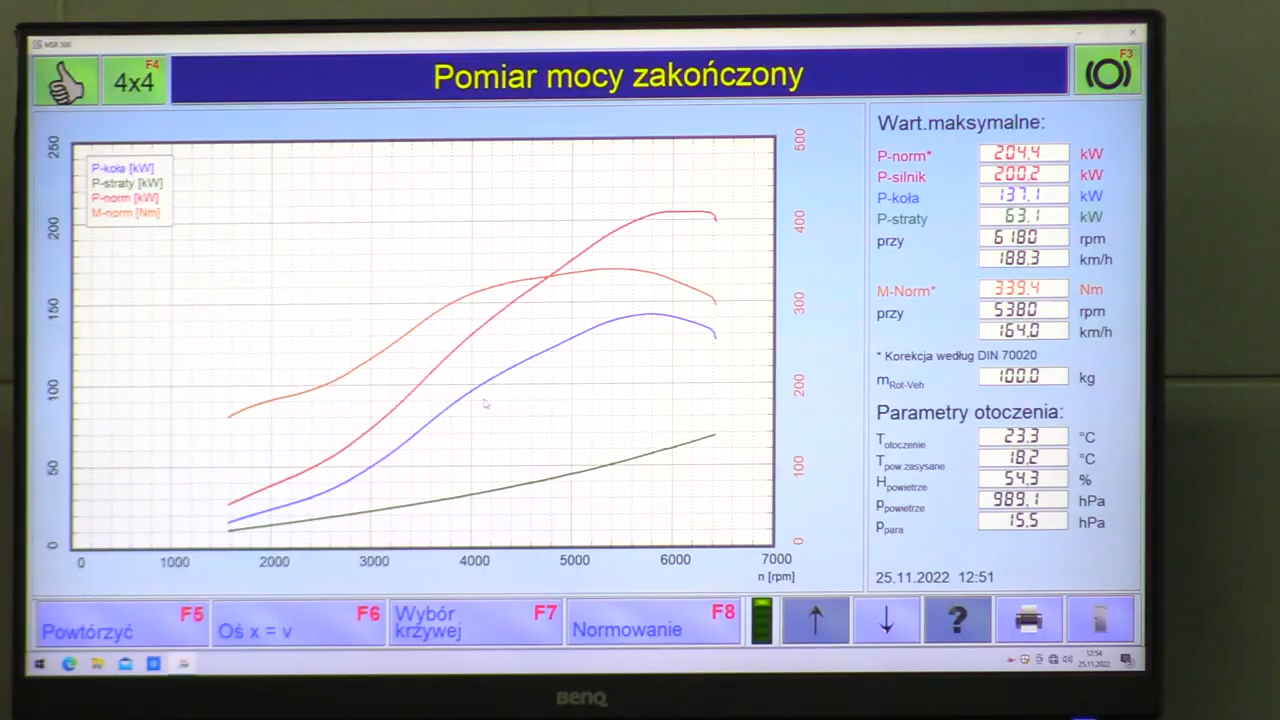 MSR 500
4x4
F4
Pomiar mocy zakończony
F3
P-koła [kW]
P-straty [kW]
P-norm [kW]
M-norm [Nm]
250
200
150
100
50
0
500
400
300
200
100
0
0 1000 2000 3000 4000 5000 6000 7000
n [rpm]
Wart.maksymalne:
P-norm* 204.4 kW
P-silnik 200.2 kW
P-koła 137.1 kW
P-straty 63.1 kW
przy 6180 rpm
188.3 km/h
M-Norm* 339.4 Nm
przy 5380 rpm
164.0 km/h
* Korekcja według DIN 70020
mRot-Veh 100.0 kg
Parametry otoczenia:
Totoczenie 23.3 °C
Tpow.zasysane 18.2 °C
Hpowietrze 54.3 %
ppowietrze 989.1 hPa
ppara 15.5 hPa
25.11.2022 12:51
Powtórzyć F5
Oś x = v F6
Wybór krzywej F7
Normowanie F8
?
12:54
25.11.2022
BenQ